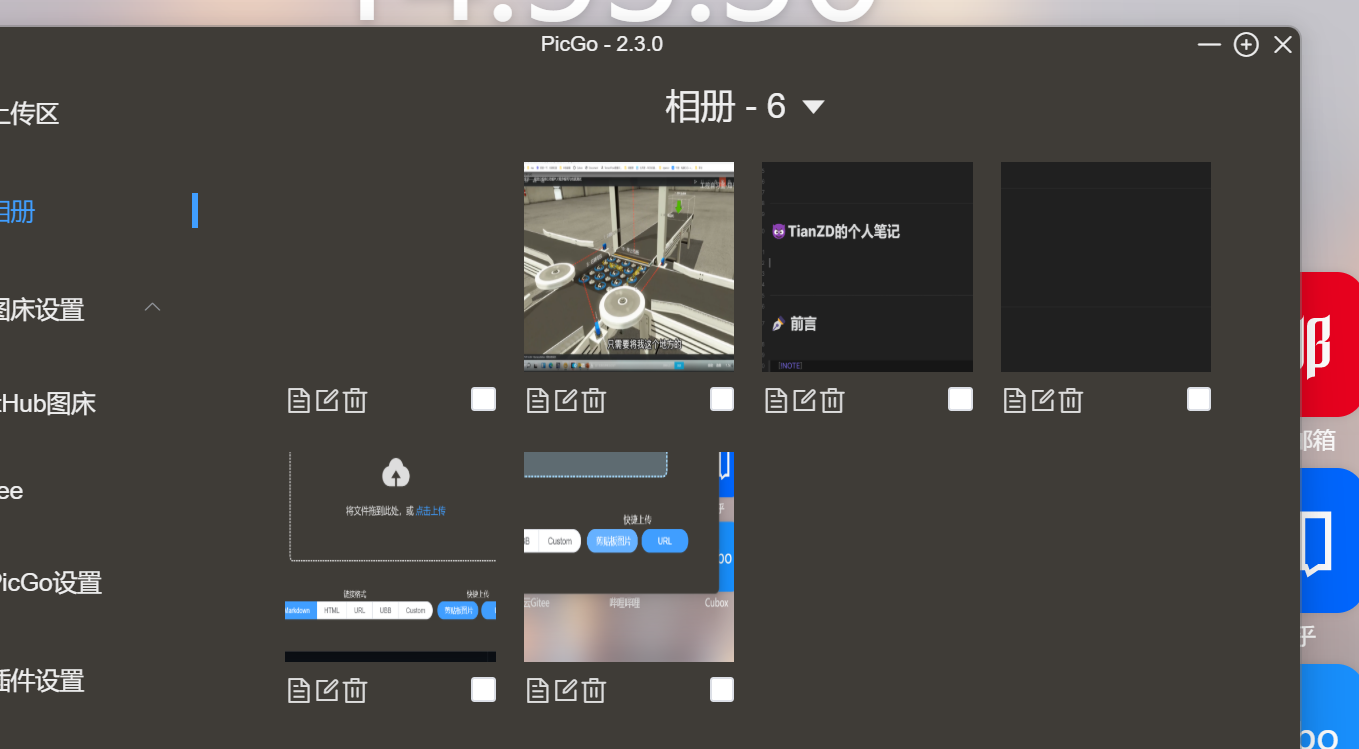 PicGo - 2.3.0
相册 - 6
上传区
相册
图床设置
tHub图床
ee
PicGo设置
插件设置
只需要将我这个地方的
TianZD的个人笔记
前言
[!NOTE]
将文件拖到此处，或 点击上传
链接格式
快捷上传
Markdown HTML URL UBB Custom 剪贴板图片
快捷上传
Custom 剪贴板图片 URL
云Gitee 哔哩哔哩 Cubox
邮箱
乎
bo